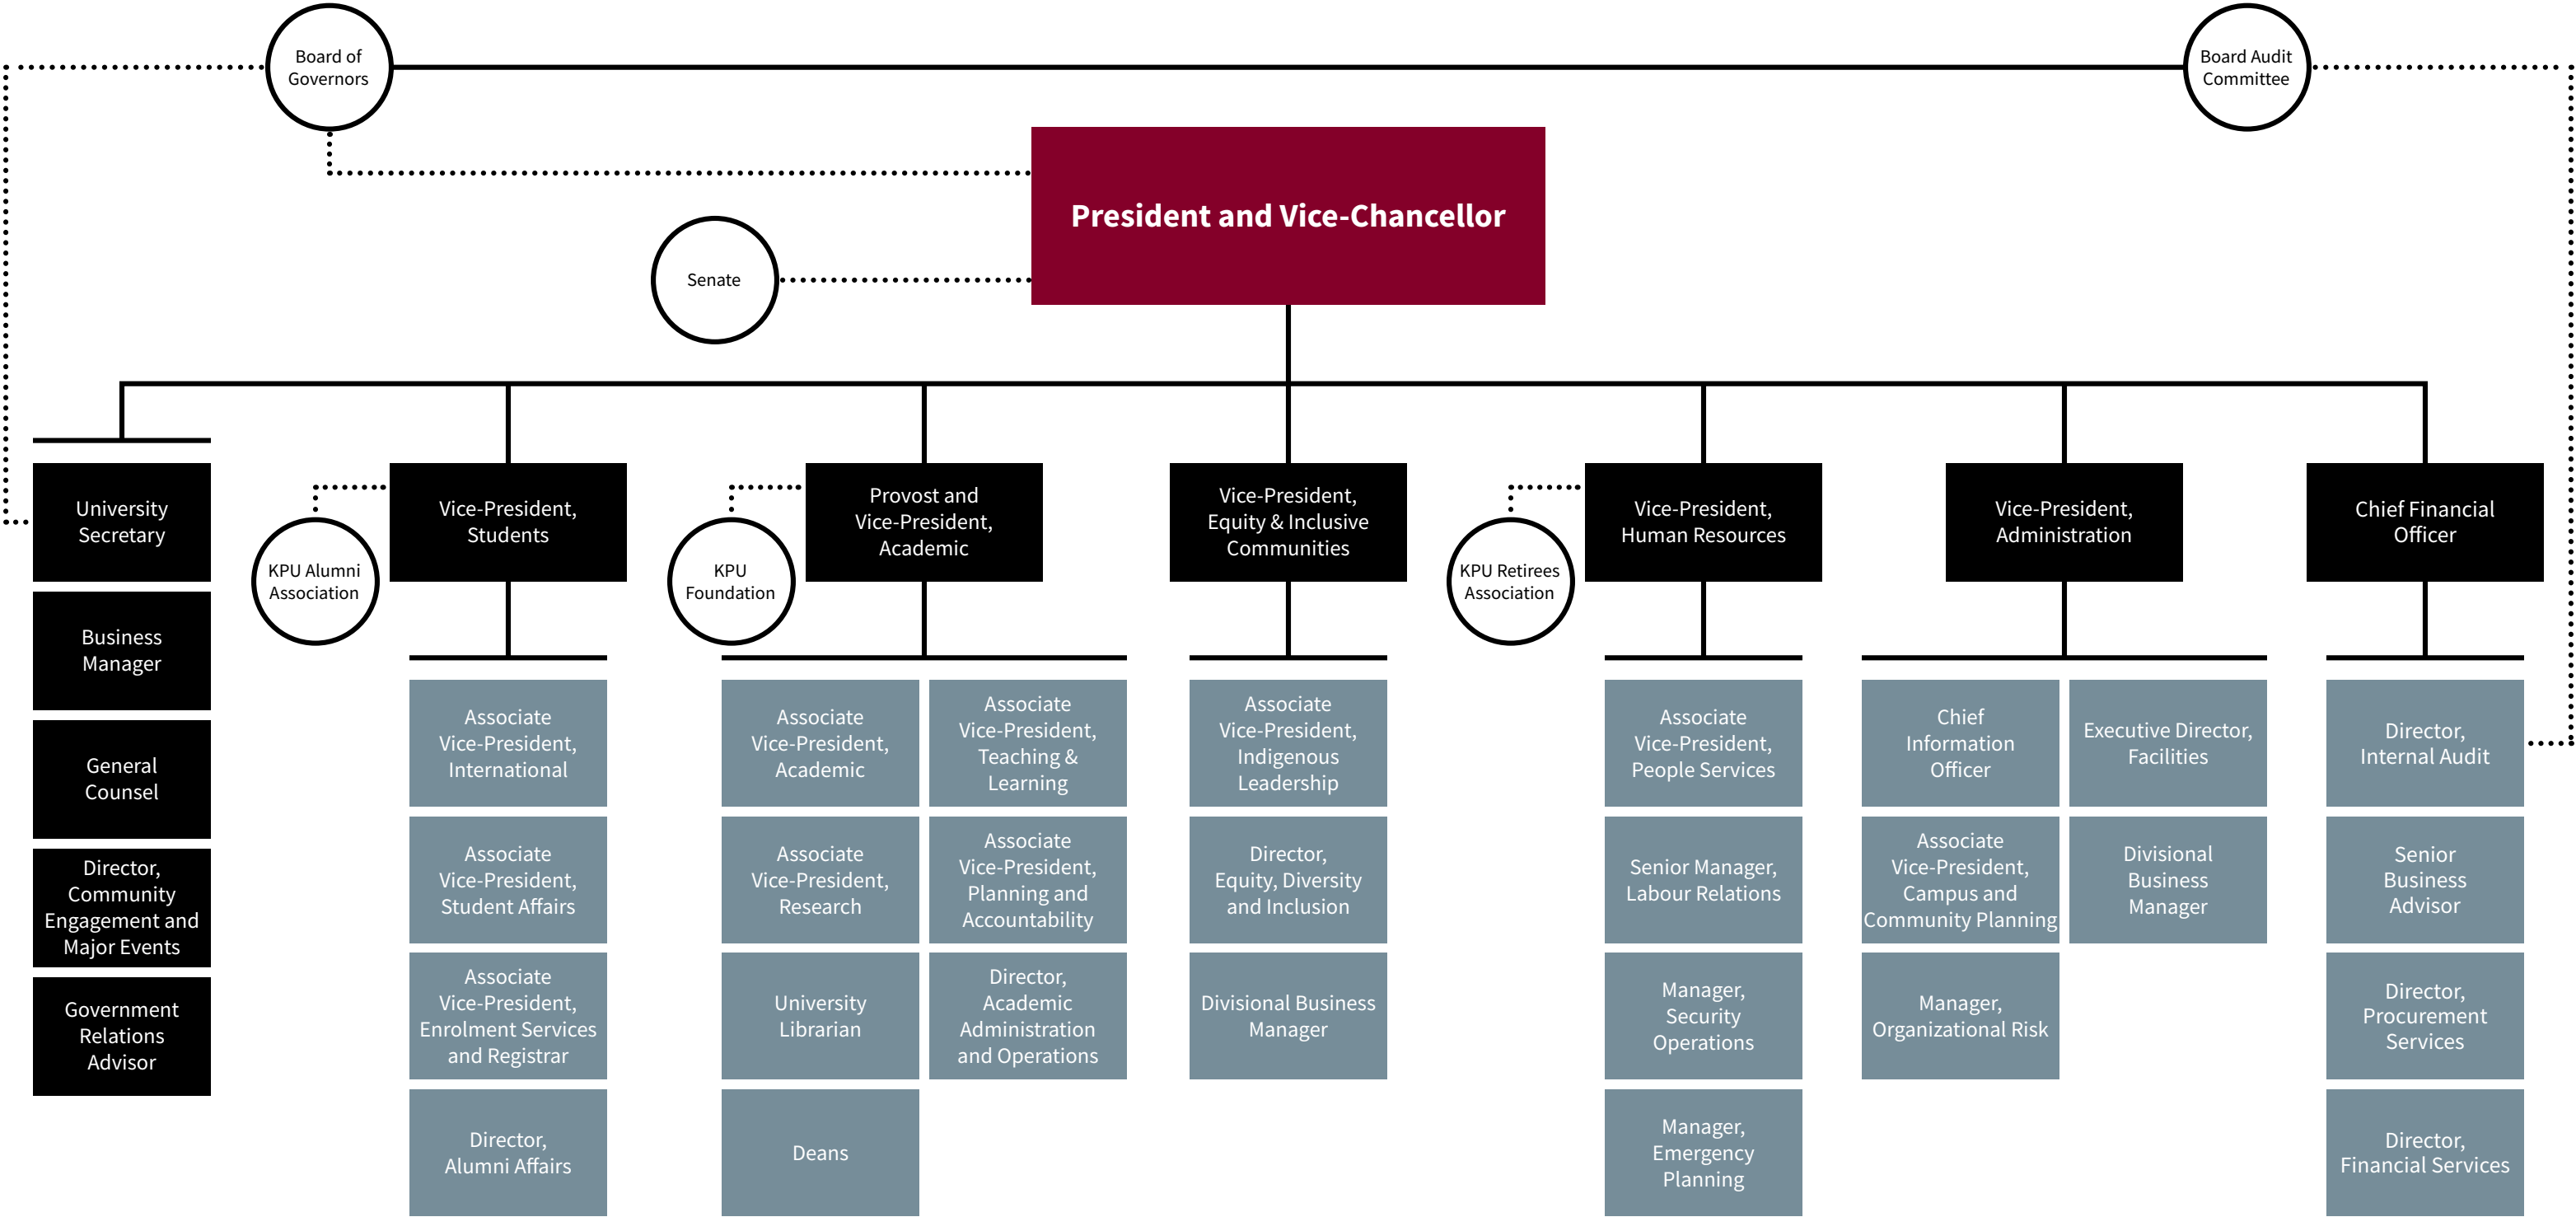 Board of
Governors
Board Audit
Committee
President and Vice-Chancellor
Senate
University
Secretary
Business
Manager
General
Counsel
Director,
Community
Engagement and
Major Events
Government
Relations
Advisor
KPU Alumni
Association
Vice-President,
Students
Associate
Vice-President,
International
Associate
Vice-President,
Student Affairs
Associate
Vice-President,
Enrolment Services
and Registrar
Director,
Alumni Affairs
KPU
Foundation
Provost and
Vice-President,
Academic
Associate
Vice-President,
Academic
Associate
Vice-President,
Research
University
Librarian
Deans
Associate
Vice-President,
Teaching &
Learning
Associate
Vice-President,
Planning and
Accountability
Director,
Academic
Administration
and Operations
Vice-President,
Equity & Inclusive
Communities
Associate
Vice-President,
Indigenous
Leadership
Director,
Equity, Diversity
and Inclusion
Divisional Business
Manager
KPU Retirees
Association
Vice-President,
Human Resources
Associate
Vice-President,
People Services
Senior Manager,
Labour Relations
Manager,
Security
Operations
Manager,
Emergency
Planning
Vice-President,
Administration
Chief
Information
Officer
Associate
Vice-President,
Campus and
Community Planning
Manager,
Organizational Risk
Executive Director,
Facilities
Divisional
Business
Manager
Chief Financial
Officer
Director,
Internal Audit
Senior
Business
Advisor
Director,
Procurement
Services
Director,
Financial Services